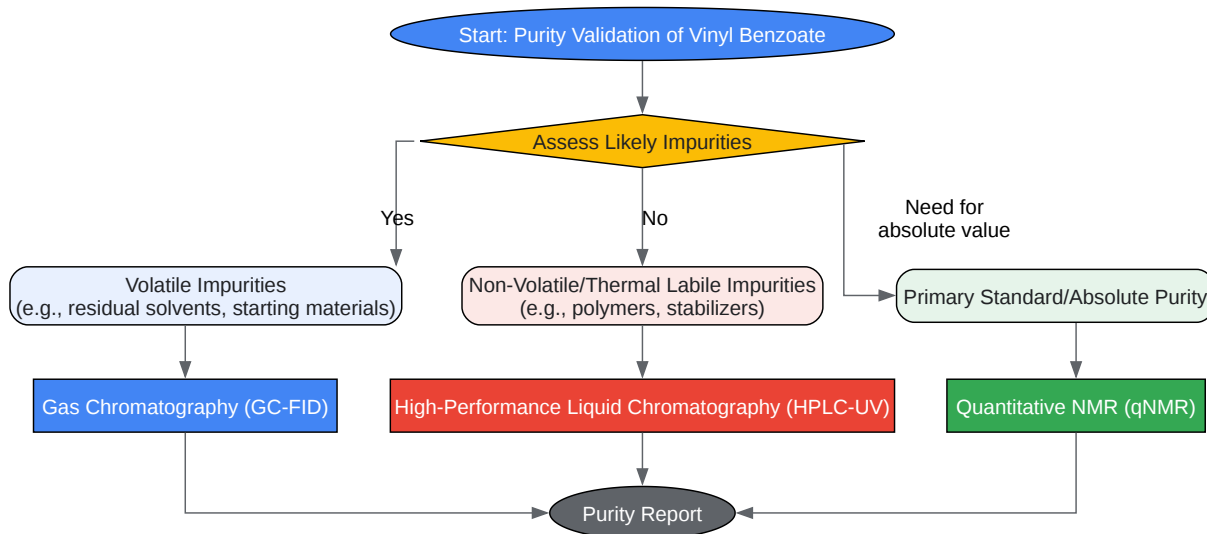 Start: Purity Validation of Vinyl Benzoate
Assess Likely Impurities
Yes
No
Need for
absolute value
Volatile Impurities
(e.g., residual solvents, starting materials)
Non-Volatile/Thermal Labile Impurities
(e.g., polymers, stabilizers)
Primary Standard/Absolute Purity
Gas Chromatography (GC-FID)
High-Performance Liquid Chromatography (HPLC-UV)
Quantitative NMR (qNMR)
Purity Report